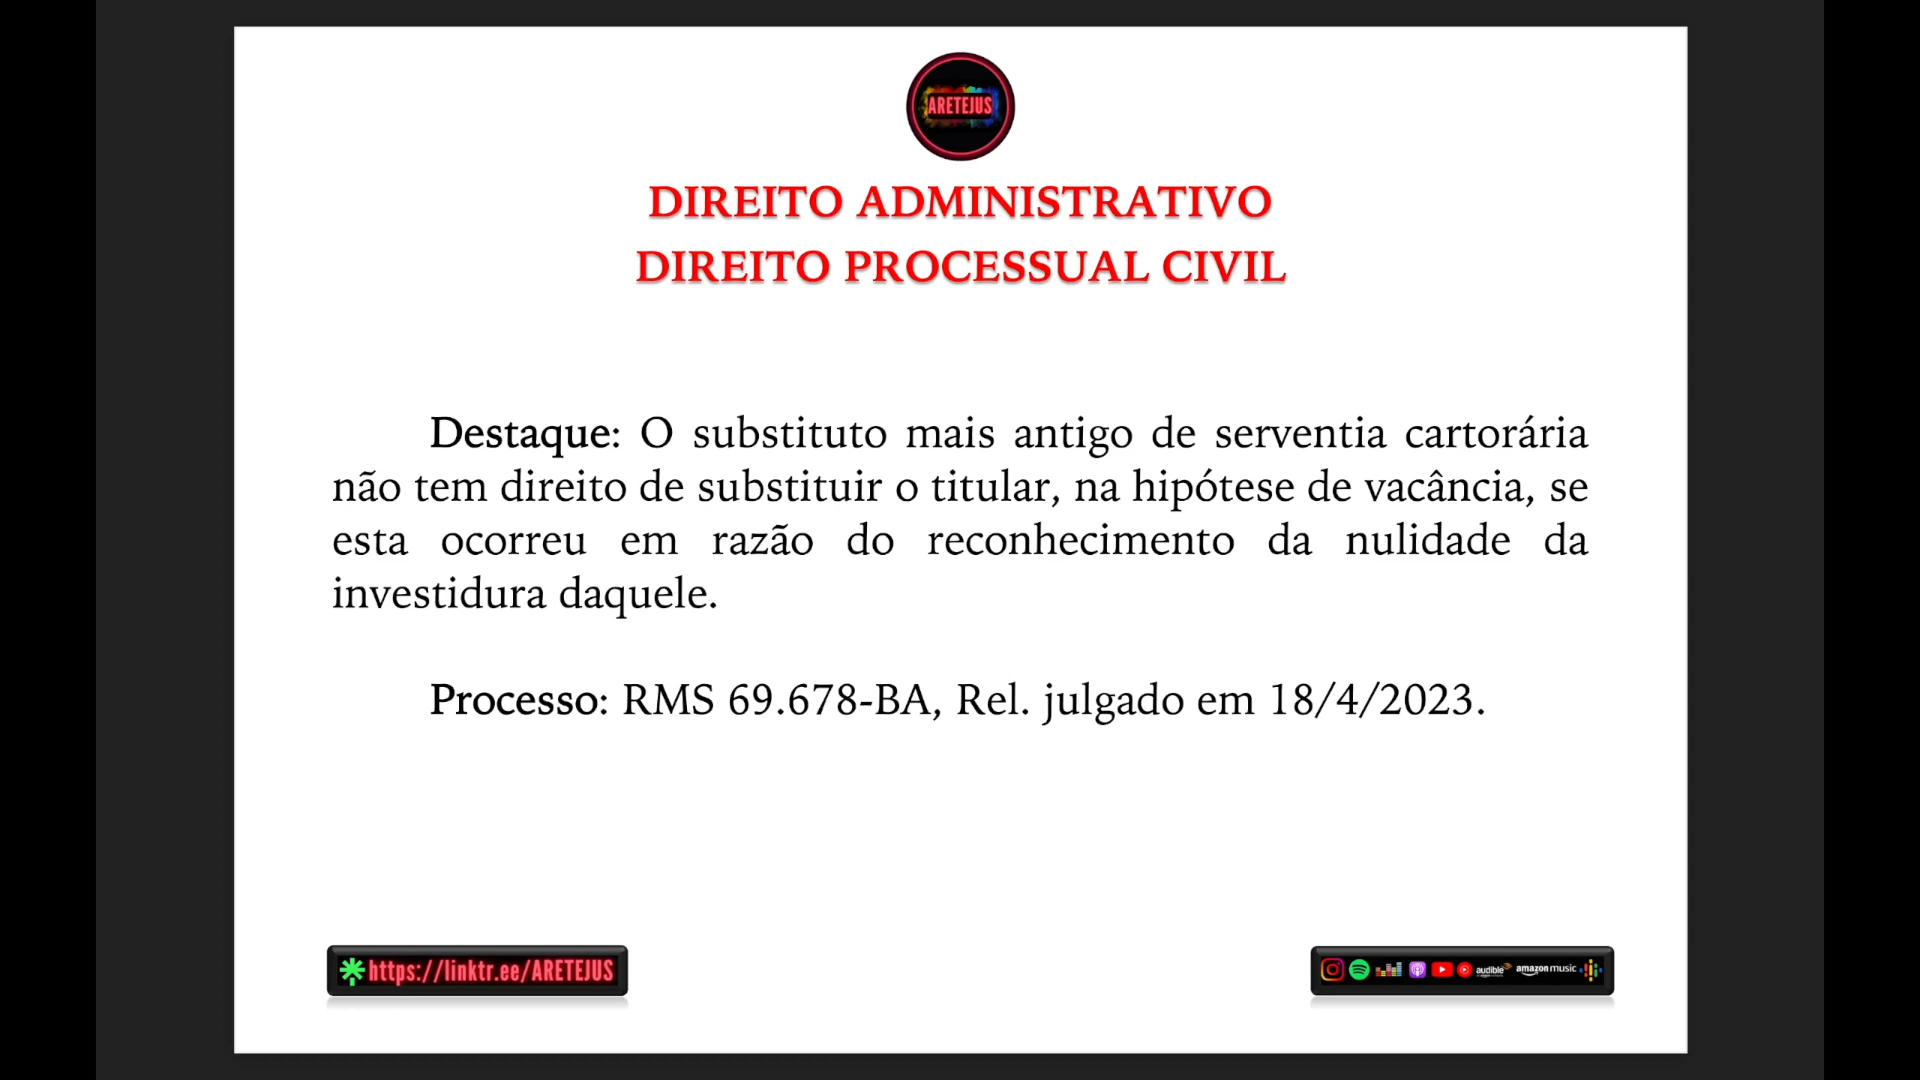 ARETEJUS
DIREITO ADMINISTRATIVO
DIREITO PROCESSUAL CIVIL
Destaque: O substituto mais antigo de serventia cartorária
não tem direito de substituir o titular, na hipótese de vacância, se
esta ocorreu em razão do reconhecimento da nulidade da
investidura daquele.
Processo: RMS 69.678-BA, Rel. julgado em 18/4/2023.
https://linktr.ee/ARETEJUS
audible amazon music